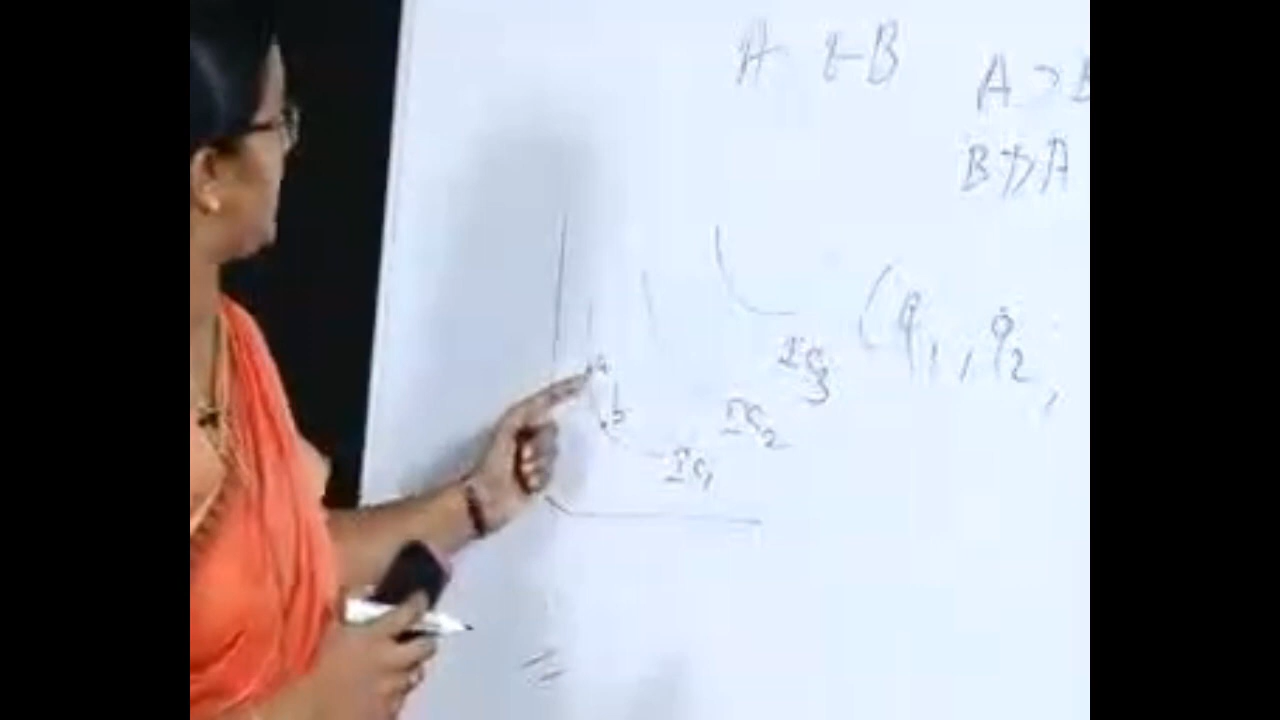 A B
A >
B ≯ A
(q1, q2,
a
b
IC3
IC2
IC1